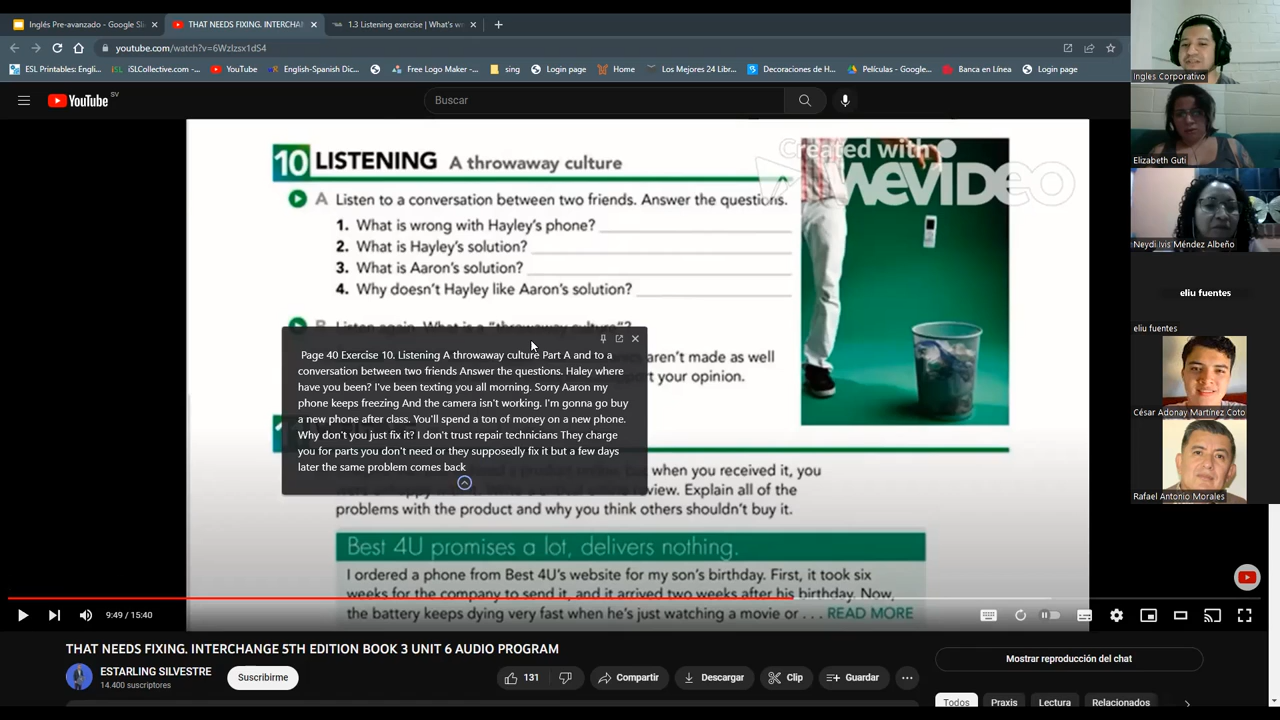 Inglés Pre-avanzado - Google Sli
THAT NEEDS FIXING. INTERCHAN
1.3 Listening exercise | What's w
youtube.com/watch?v=6Wzlzsx1dS4
ESL Printables: Engli...
iSLCollective.com -...
YouTube
English-Spanish Dic...
Free Logo Maker -...
sing
Login page
Home
Los Mejores 24 Libr...
Decoraciones de H...
Películas - Google...
Banca en Línea
Login page
YouTube SV
Buscar
Created with
WEVIDEO
10 LISTENING A throwaway culture
A Listen to a conversation between two friends. Answer the questions.
1. What is wrong with Hayley's phone?
2. What is Hayley's solution?
3. What is Aaron's solution?
4. Why doesn't Hayley like Aaron's solution?
B Listen again. What is a "throwaway culture"?
aren't made as well
port your opinion.
Page 40 Exercise 10. Listening A throwaway culture Part A and to a
conversation between two friends Answer the questions. Haley where
have you been? I've been texting you all morning. Sorry Aaron my
phone keeps freezing And the camera isn't working. I'm gonna go buy
a new phone after class. You'll spend a ton of money on a new phone.
Why don't you just fix it? I don't trust repair technicians They charge
you for parts you don't need or they supposedly fix it but a few days
later the same problem comes back
when you received it, you
view. Explain all of the
problems with the product and why you think others shouldn't buy it.
Best 4U promises a lot, delivers nothing.
I ordered a phone from Best 4U's website for my son's birthday. First, it took six
weeks for the company to send it, and it arrived two weeks after his birthday. Now,
the battery keeps dying very fast when he's just watching a movie or . . . READ MORE
9:49 / 15:40
THAT NEEDS FIXING. INTERCHANGE 5TH EDITION BOOK 3 UNIT 6 AUDIO PROGRAM
ESTARLING SILVESTRE
14.400 suscriptores
Suscribirme
131
Compartir
Descargar
Clip
Guardar
Mostrar reproducción del chat
Todos
Praxis
Lectura
Relacionados
Ingles Corporativo
Elizabeth Guti
Neydi Ivis Méndez Albeño
eliu fuentes
eliu fuentes
César Adonay Martínez Coto
Rafael Antonio Morales